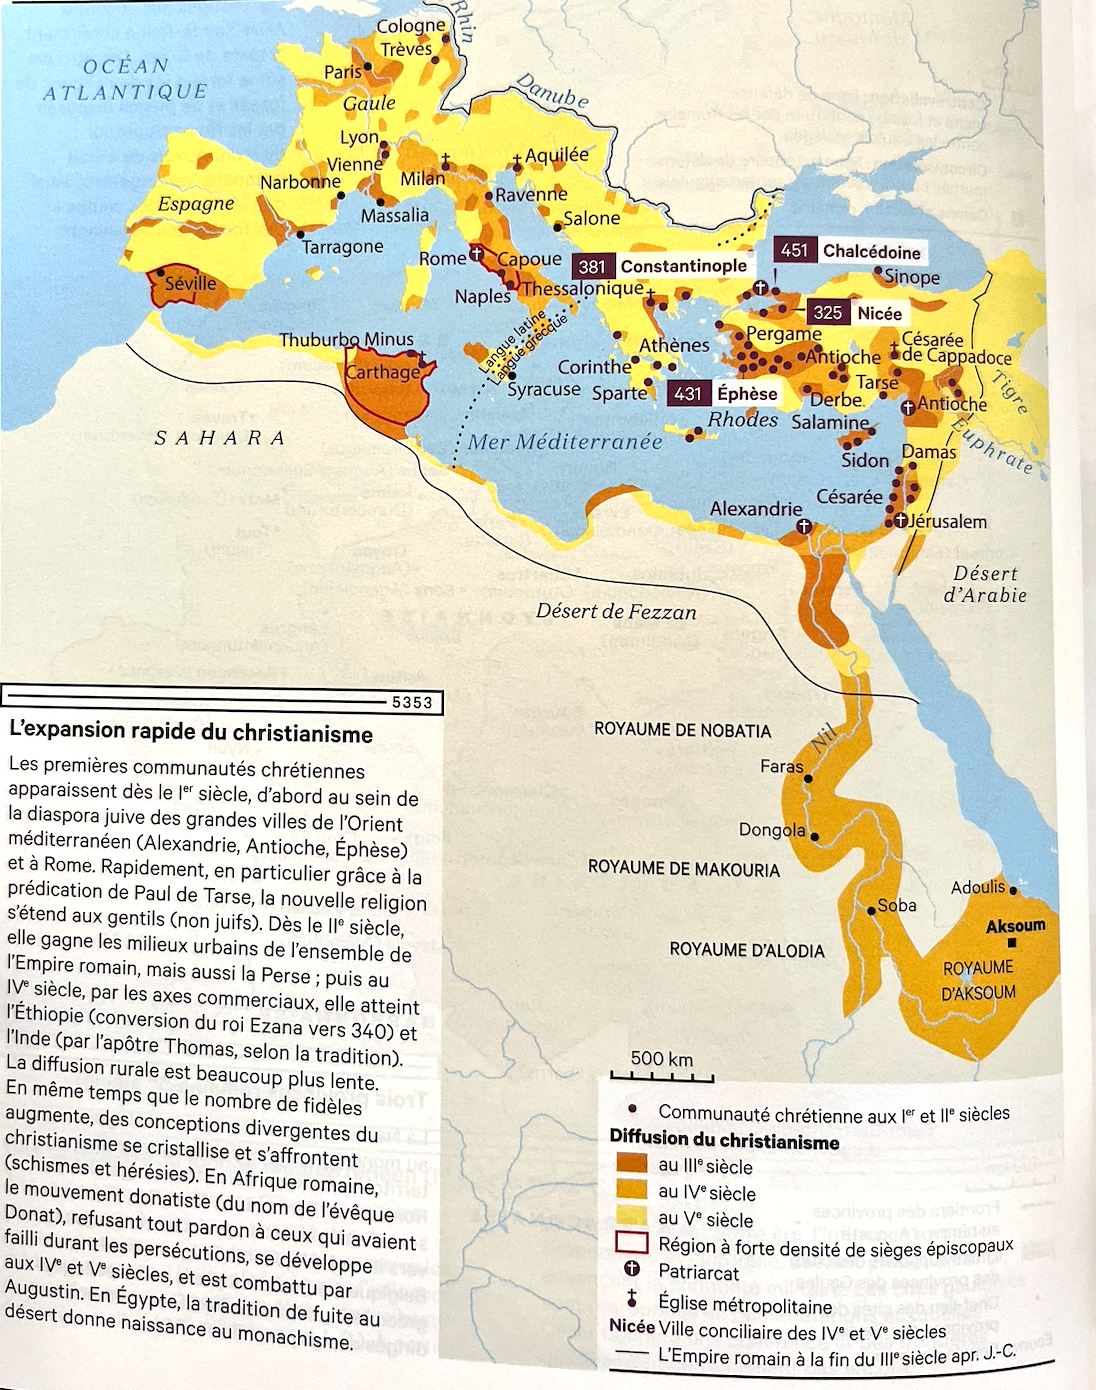 Rhin
Cologne
Trèves
OCÉAN
ATLANTIQUE
Paris
Danube
Gaule
Lyon
Vienne
Aquilée
Narbonne
Milan
Ravenne
Espagne
Massalia
Salone
Tarragone
451 Chalcédoine
Rome
Capoue
381 Constantinople
Sinope
Séville
Naples
Thessalonique
325 Nicée
Langue latine
Langue grecque
Thuburbo Minus
Pergame
Césarée
de Cappadoce
Athènes
Antioche
Carthage
Corinthe
Tarse
Tigre
Syracuse
Sparte
431 Éphèse
Derbe
Antioche
SAHARA
Mer Méditerranée
Rhodes
Salamine
Euphrate
Sidon
Damas
Césarée
Alexandrie
Jérusalem
Désert
d'Arabie
Désert de Fezzan
ROYAUME DE NOBATIA
Nil
Faras
Dongola
ROYAUME DE MAKOURIA
Adoulis
Soba
Aksoum
ROYAUME D'ALODIA
ROYAUME
D'AKSOUM
5353
L'expansion rapide du christianisme
Les premières communautés chrétiennes
apparaissent dès le Ier siècle, d'abord au sein de
la diaspora juive des grandes villes de l'Orient
méditerranéen (Alexandrie, Antioche, Éphèse)
et à Rome. Rapidement, en particulier grâce à la
prédication de Paul de Tarse, la nouvelle religion
s'étend aux gentils (non juifs). Dès le IIe siècle,
elle gagne les milieux urbains de l'ensemble de
l'Empire romain, mais aussi la Perse ; puis au
IVe siècle, par les axes commerciaux, elle atteint
l'Éthiopie (conversion du roi Ezana vers 340) et
l'Inde (par l'apôtre Thomas, selon la tradition).
La diffusion rurale est beaucoup plus lente.
En même temps que le nombre de fidèles
augmente, des conceptions divergentes du
christianisme se cristallise et s'affrontent
(schismes et hérésies). En Afrique romaine,
le mouvement donatiste (du nom de l'évêque
Donat), refusant tout pardon à ceux qui avaient
failli durant les persécutions, se développe
aux IVe et Ve siècles, et est combattu par
Augustin. En Égypte, la tradition de fuite au
désert donne naissance au monachisme.
500 km
Communauté chrétienne aux Ier et IIe siècles
Diffusion du christianisme
au IIIe siècle
au IVe siècle
au Ve siècle
Région à forte densité de sièges épiscopaux
Patriarcat
Église métropolitaine
Nicée Ville conciliaire des IVe et Ve siècles
L'Empire romain à la fin du IIIe siècle apr. J.-C.